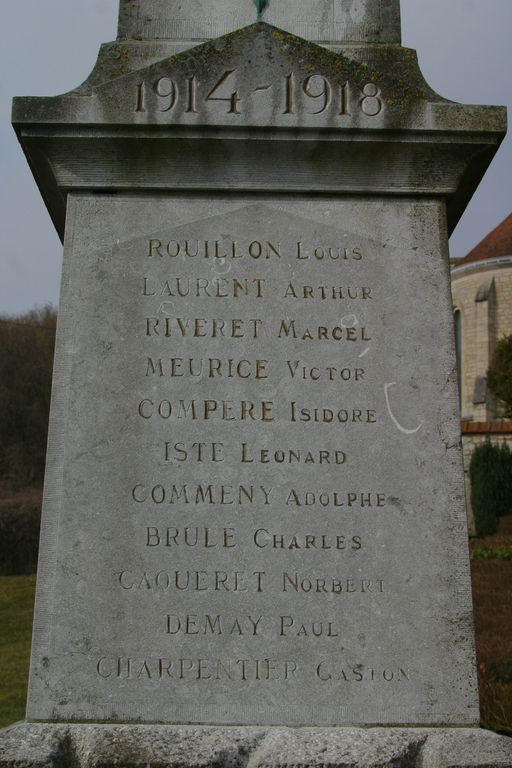 1914-1918
ROUILLON LOUIS
LAURENT ARTHUR
RIVERET MARCEL
MEURICE VICTOR
COMPERE ISIDORE
ISTE LEONARD
COMMENY ADOLPHE
BRULE CHARLES
CAQUERET NORBERT
DEMAY PAUL
CHARPENTIER GASTON